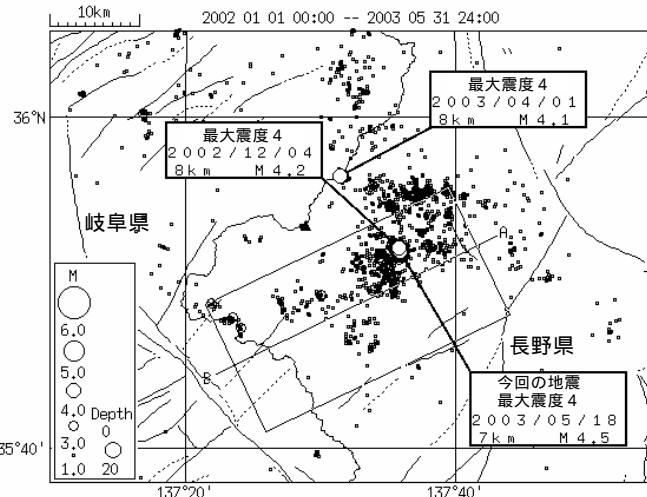 10km
2002 01 01 00:00 -- 2003 05 31 24:00
最大震度４
2003/04/01
8km M 4.1
36°N
最大震度４
2002/12/04
8km M 4.2
岐阜県
A
M
6.0
5.0
4.0
3.0
1.0
Depth
0
20
B
長野県
今回の地震
最大震度４
2003/05/18
7km M 4.5
35°40'
137°20'
137°40'